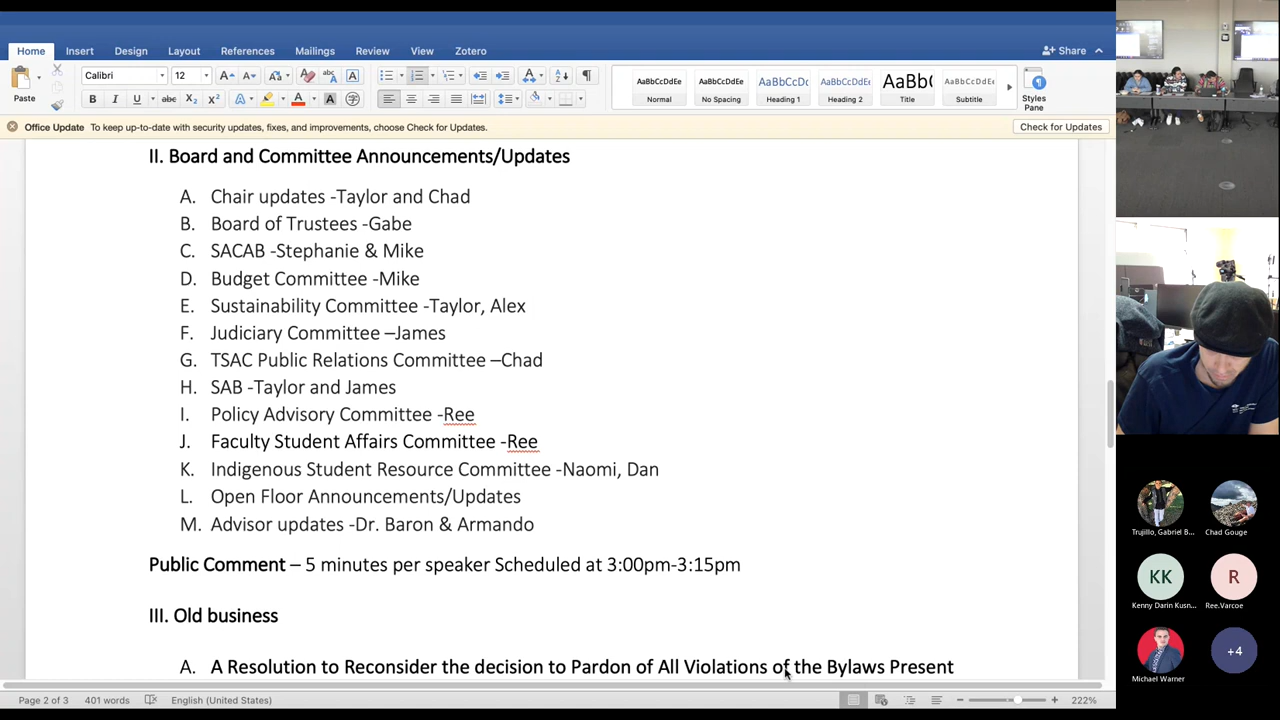 Home Insert Design Layout References Mailings Review View Zotero Share
Paste Calibri 12 AaBbCcDdEe AaBbCcDdEe AaBbCcDc AaBbCcDdEe AaBb( AaBbCcDdEe
Normal No Spacing Heading 1 Heading 2 Title Subtitle Styles Pane
Office Update To keep up-to-date with security updates, fixes, and improvements, choose Check for Updates. Check for Updates
II. Board and Committee Announcements/Updates
A. Chair updates -Taylor and Chad
B. Board of Trustees -Gabe
C. SACAB -Stephanie & Mike
D. Budget Committee -Mike
E. Sustainability Committee -Taylor, Alex
F. Judiciary Committee –James
G. TSAC Public Relations Committee –Chad
H. SAB -Taylor and James
I. Policy Advisory Committee -Ree
J. Faculty Student Affairs Committee -Ree
K. Indigenous Student Resource Committee -Naomi, Dan
L. Open Floor Announcements/Updates
M. Advisor updates -Dr. Baron & Armando
Public Comment – 5 minutes per speaker Scheduled at 3:00pm-3:15pm
III. Old business
A. A Resolution to Reconsider the decision to Pardon of All Violations of the Bylaws Present
Page 2 of 3 401 words English (United States) 222%
Trujillo, Gabriel B... Chad Gouge
KK R
Kenny Darin Kusn... Ree.Varcoe
+4
Michael Warner